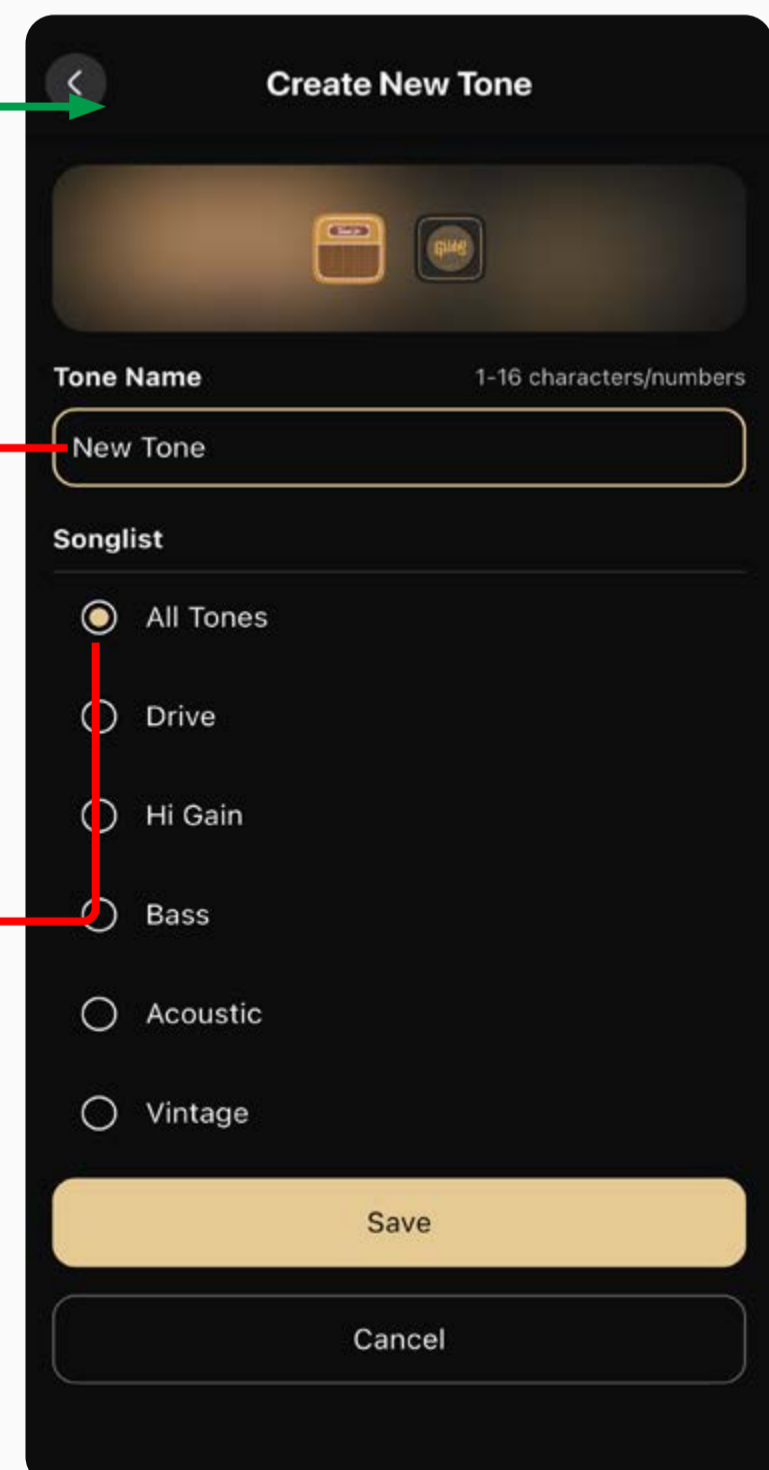 Create New Tone
Tone Name
1-16 characters/numbers
New Tone
Songlist
All Tones
Drive
Hi Gain
Bass
Acoustic
Vintage
Save
Cancel